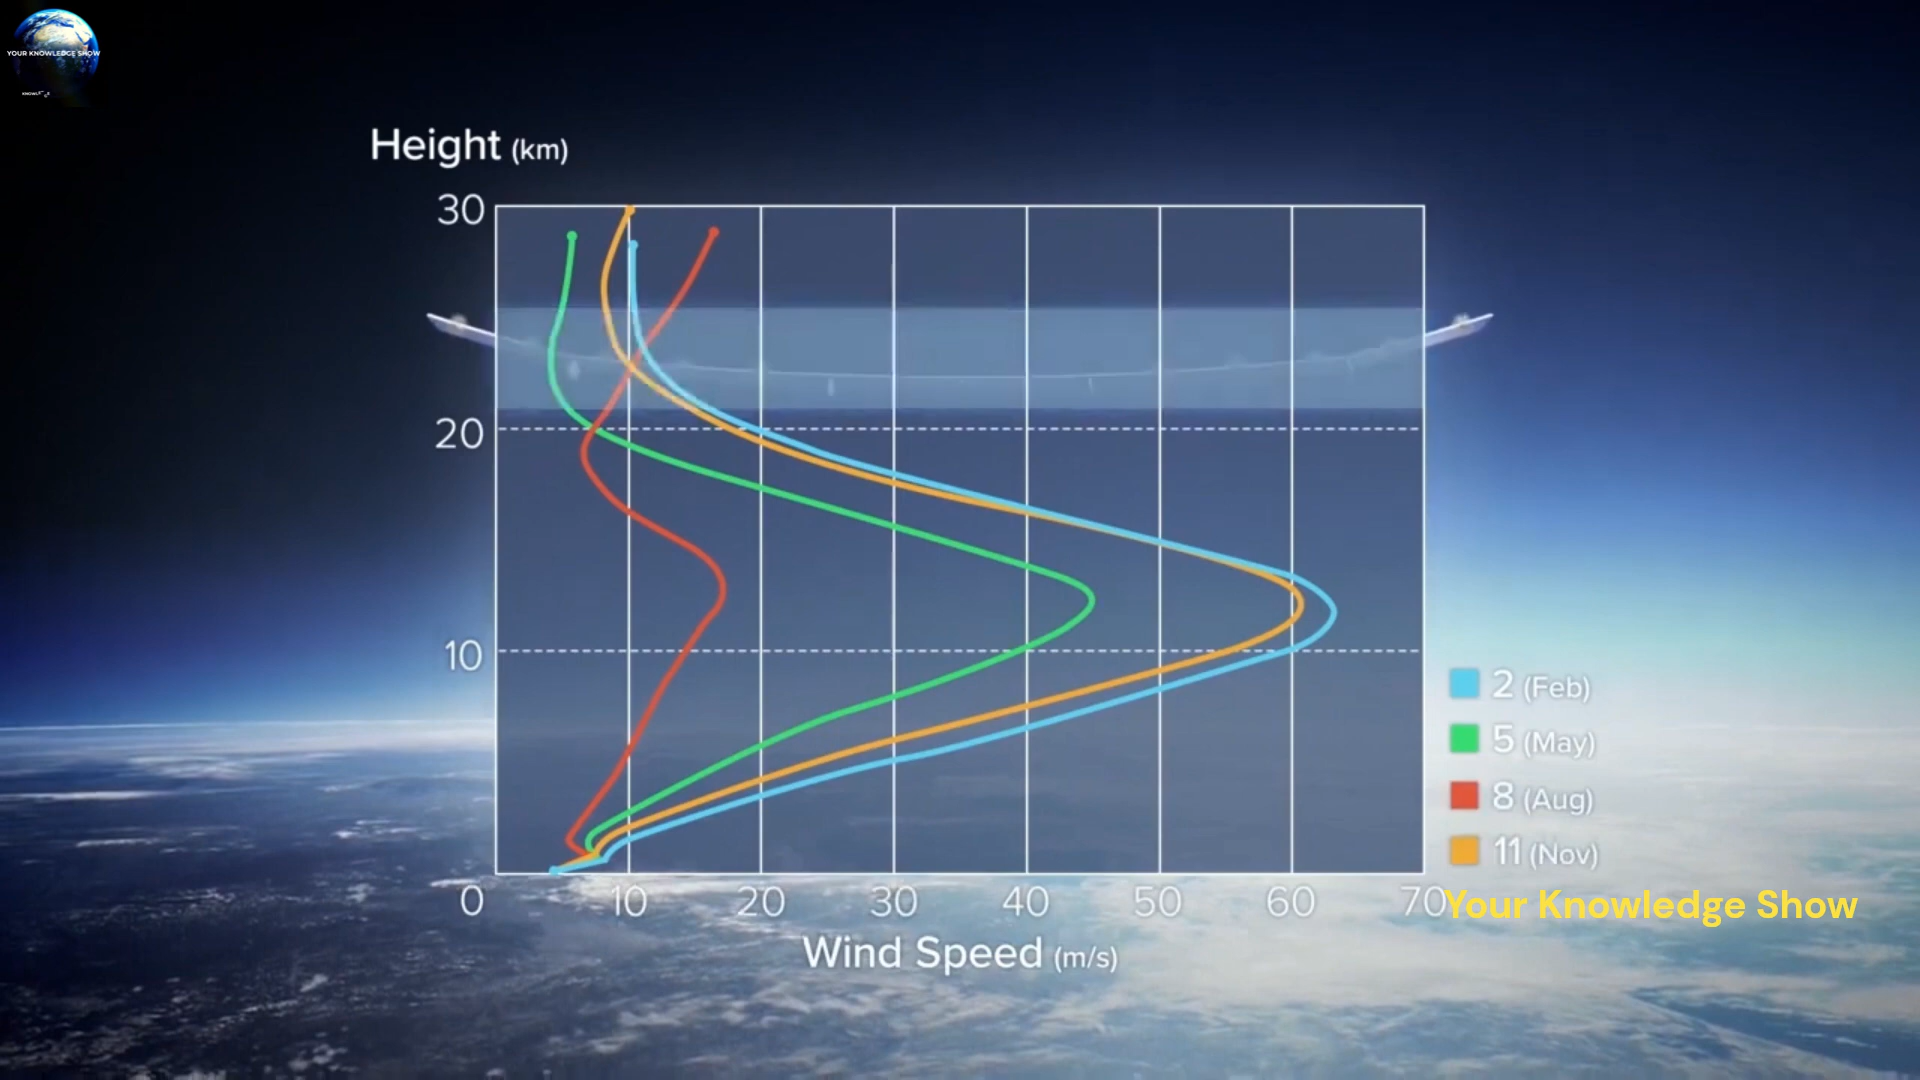 YOUR KNOWLEDGE SHOW
Height (km)
30
20
10
2 (Feb)
5 (May)
8 (Aug)
11 (Nov)
0 10 20 30 40 50 60 70
Your Knowledge Show
Wind Speed (m/s)